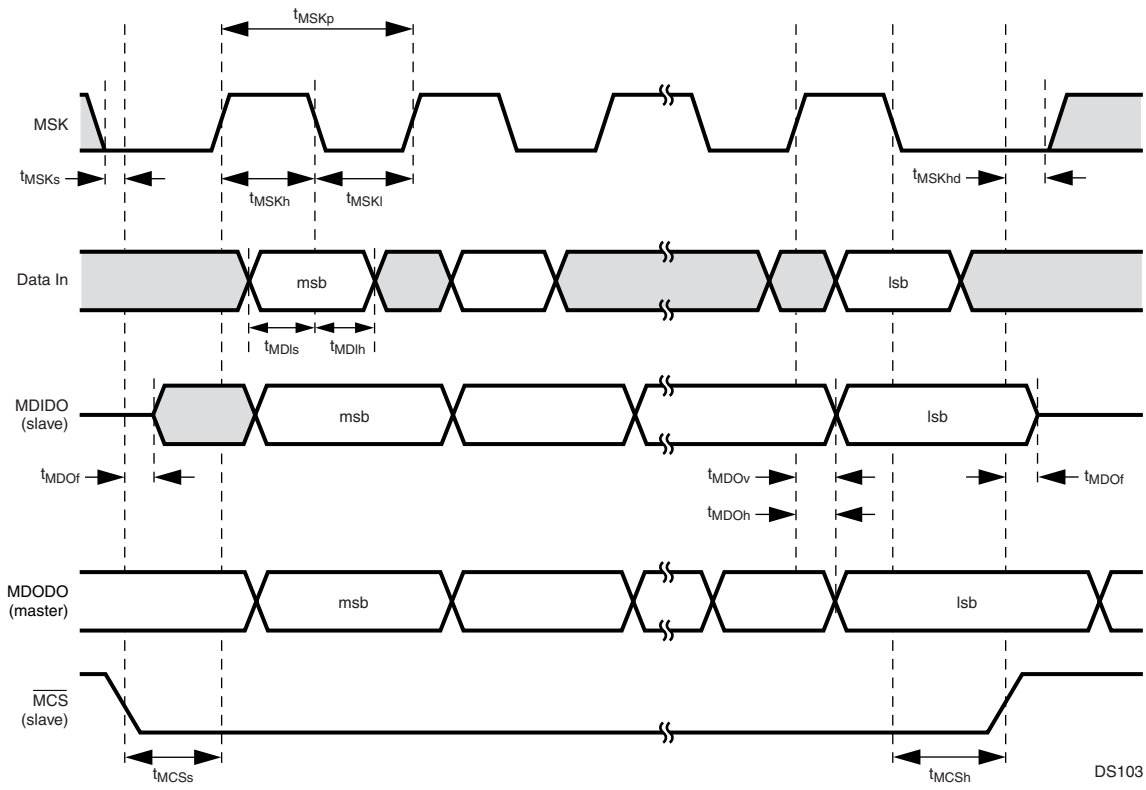 tMSKp
MSK
tMSKs
tMSKh
tMSKl
tMSKhd
Data In
msb
lsb
tMDIs
tMDIh
MDIDO
(slave)
msb
lsb
tMDOf
tMDOv
tMDOf
tMDOh
MDODO
(master)
msb
lsb
MCS
(slave)
tMCSs
tMCSh
DS103